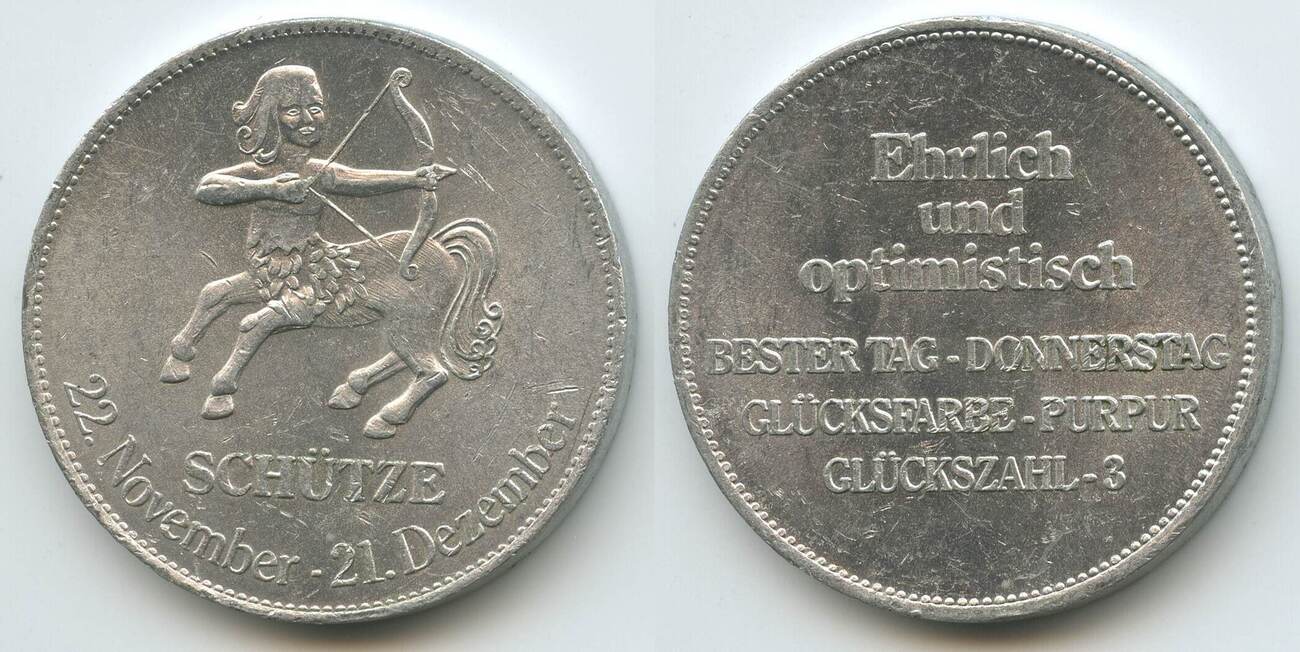 SCHÜTZE
22. November - 21. Dezember
Ehrlich
und
optimistisch
BESTER TAG - DONNERSTAG
GLÜCKSFARBE - PURPUR
GLÜCKSZAHL - 3